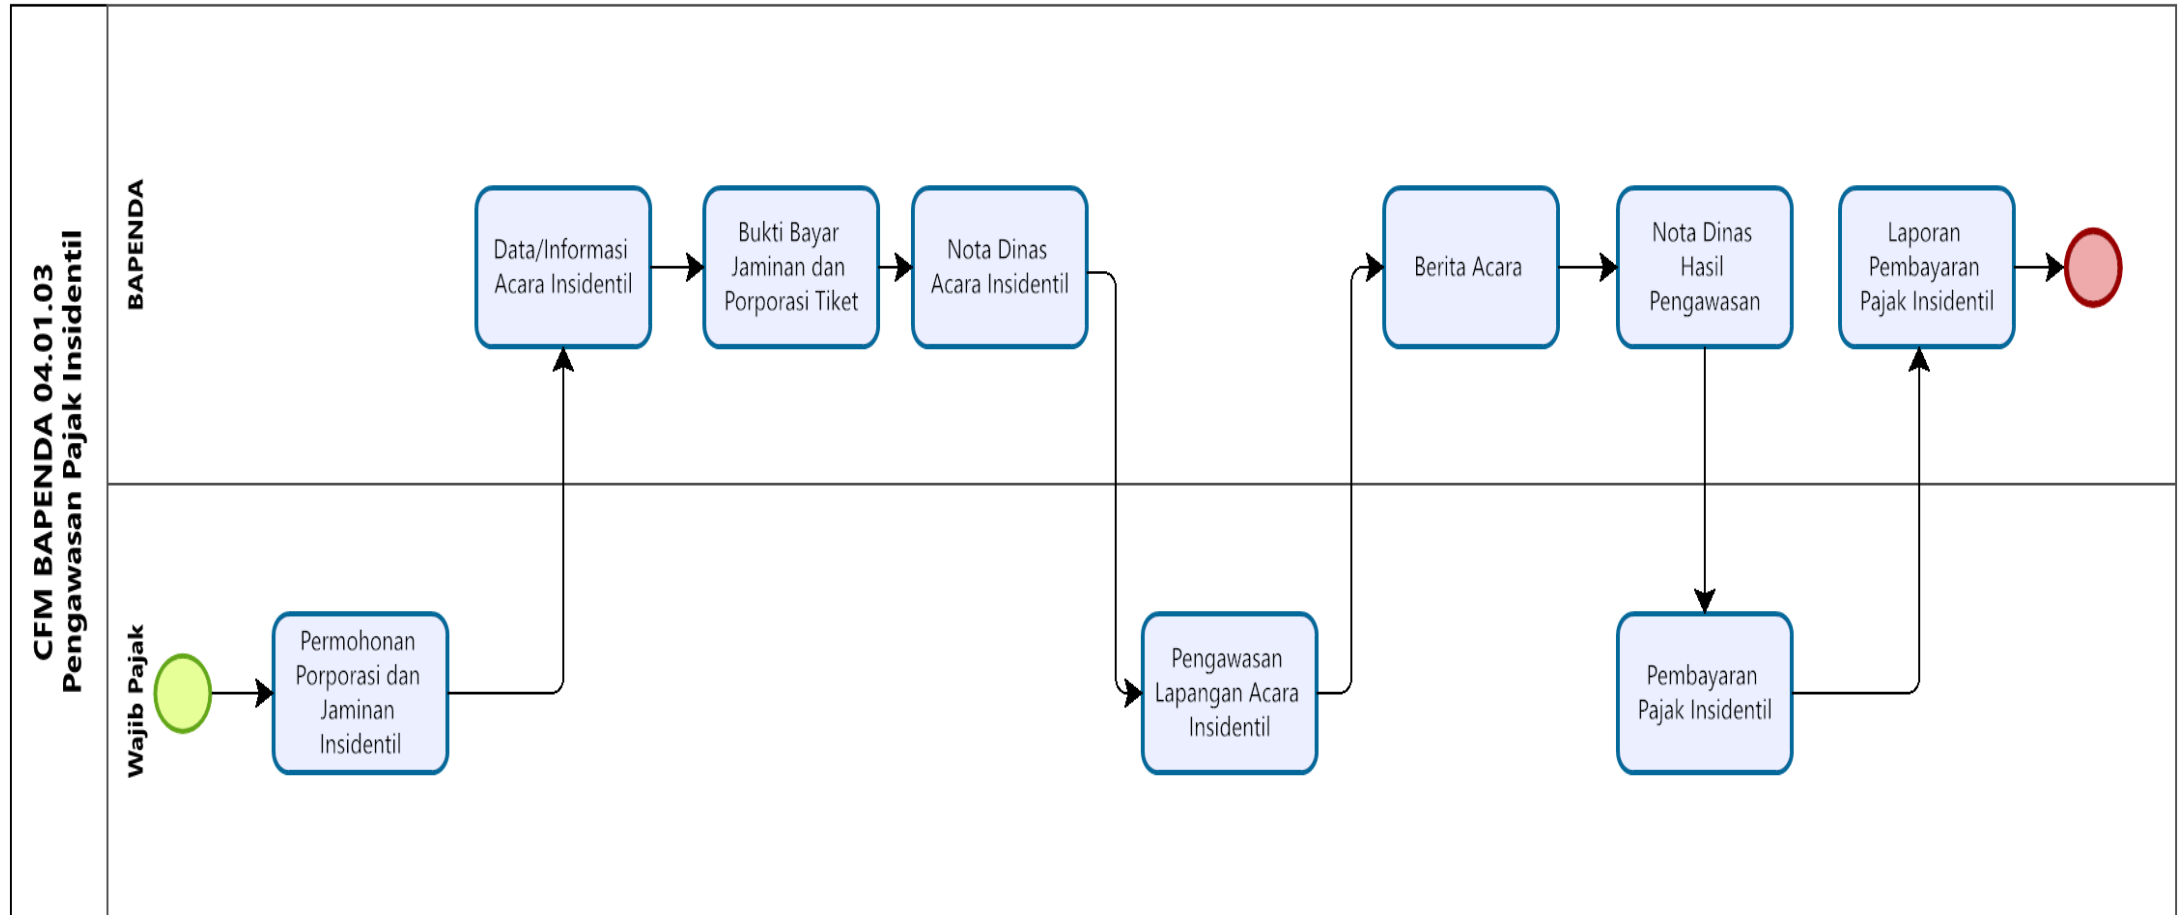 CFM BAPENDA 04.01.03
Pengawasan Pajak Insidentil
BAPENDA
Data/Informasi
Acara Insidentil
Bukti Bayar
Jaminan dan
Porporasi Tiket
Nota Dinas
Acara Insidentil
Berita Acara
Nota Dinas
Hasil
Pengawasan
Laporan
Pembayaran
Pajak Insidentil
Wajib Pajak
Permohonan
Porporasi dan
Jaminan
Insidentil
Pengawasan
Lapangan Acara
Insidentil
Pembayaran
Pajak Insidentil